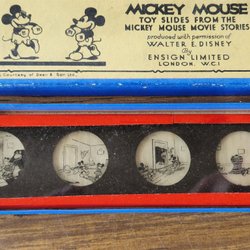 MICKEY MOUSE
TOY SLIDES FROM THE
MICKEY MOUSE MOVIE STORIES
produced with permission of
WALTER E. DISNEY
By
ENSIGN LIMITED
LONDON. W.C.1
By Courtesy of Dean & Son Ltd.